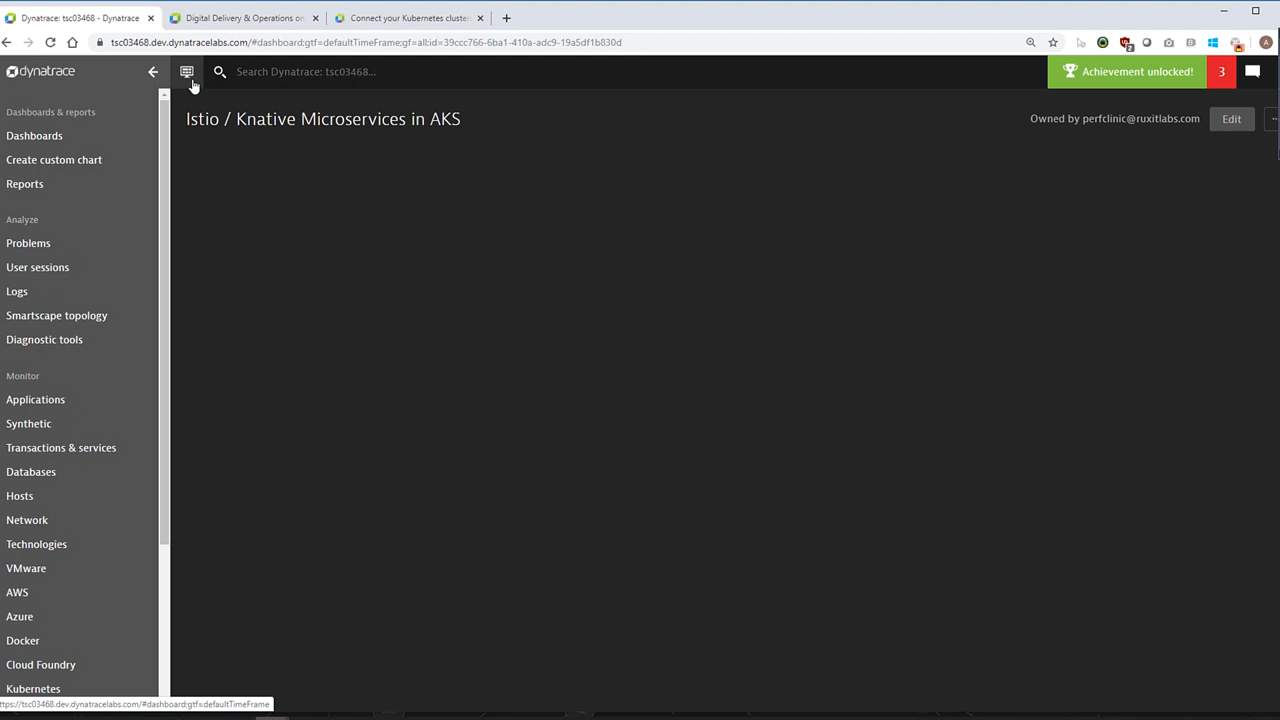 Dynatrace: tsc03468 - Dynatrace
Digital Delivery & Operations on
Connect your Kubernetes cluster
tsc03468.dev.dynatracelabs.com/#dashboard;gtf=defaultTimeFrame;gf=all;id=39ccc766-6ba1-410a-adc9-19a5df1b830d
2
A
dynatrace
Search Dynatrace: tsc03468...
Achievement unlocked!
3
Dashboards & reports
Dashboards
Create custom chart
Reports
Analyze
Problems
User sessions
Logs
Smartscape topology
Diagnostic tools
Monitor
Applications
Synthetic
Transactions & services
Databases
Hosts
Network
Technologies
VMware
AWS
Azure
Docker
Cloud Foundry
Kubernetes
Istio / Knative Microservices in AKS
Owned by perfclinic@ruxitlabs.com
Edit
ttps://tsc03468.dev.dynatracelabs.com/#dashboard;gtf=defaultTimeFrame